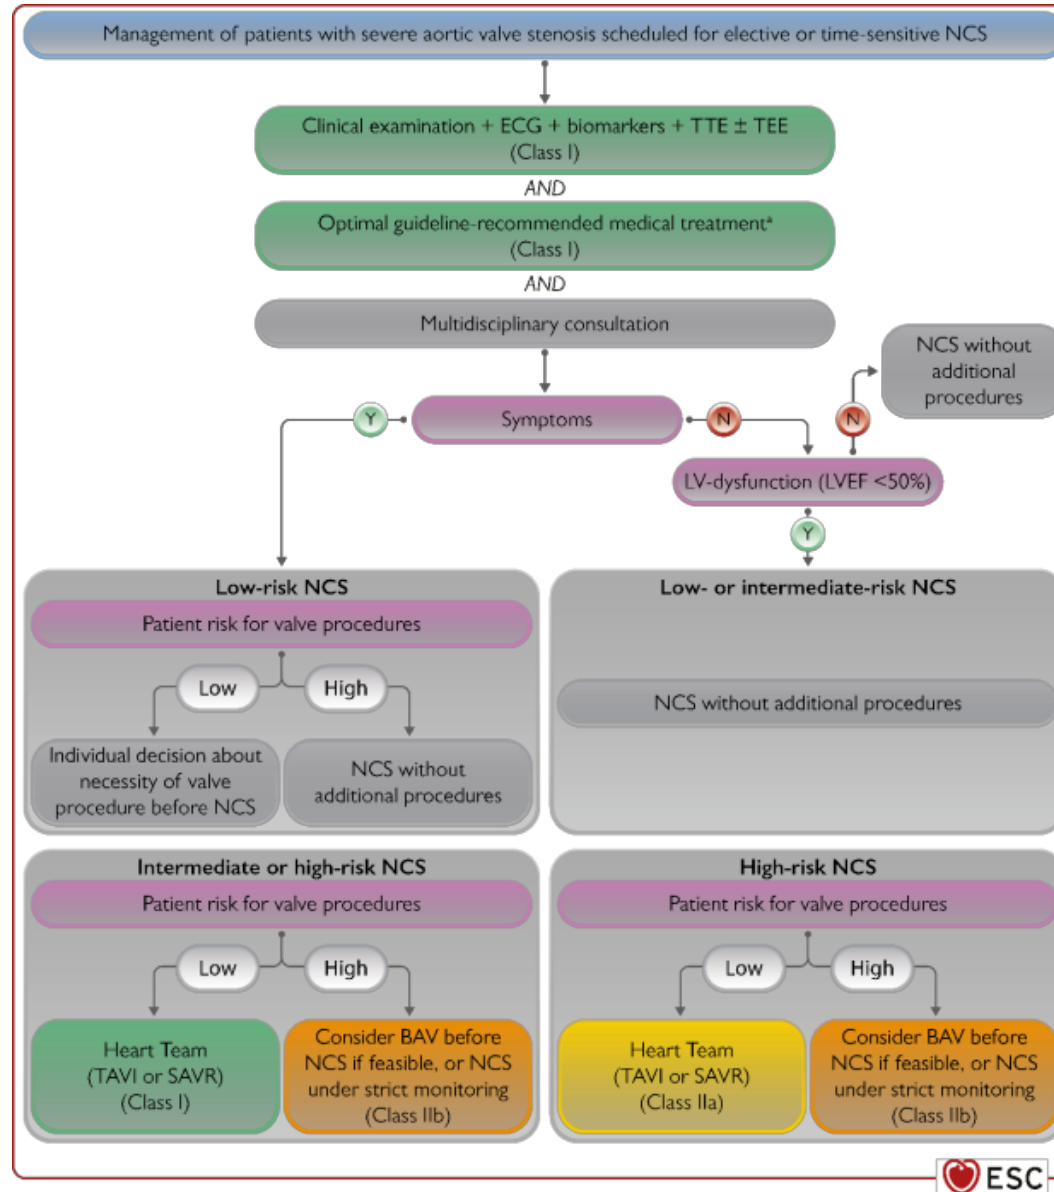 Management of patients with severe aortic valve stenosis scheduled for elective or time-sensitive NCS
Clinical examination + ECG + biomarkers + TTE ± TEE
(Class I)
AND
Optimal guideline-recommended medical treatmentᵃ
(Class I)
AND
Multidisciplinary consultation
NCS without
additional
procedures
Y
Symptoms
N
N
LV-dysfunction (LVEF <50%)
Y
Low-risk NCS
Patient risk for valve procedures
Low
High
Individual decision about
necessity of valve
procedure before NCS
NCS without
additional procedures
Low- or intermediate-risk NCS
NCS without additional procedures
Intermediate or high-risk NCS
Patient risk for valve procedures
Low
High
Heart Team
(TAVI or SAVR)
(Class I)
Consider BAV before
NCS if feasible, or NCS
under strict monitoring
(Class IIb)
High-risk NCS
Patient risk for valve procedures
Low
High
Heart Team
(TAVI or SAVR)
(Class IIa)
Consider BAV before
NCS if feasible, or NCS
under strict monitoring
(Class IIb)
ESC